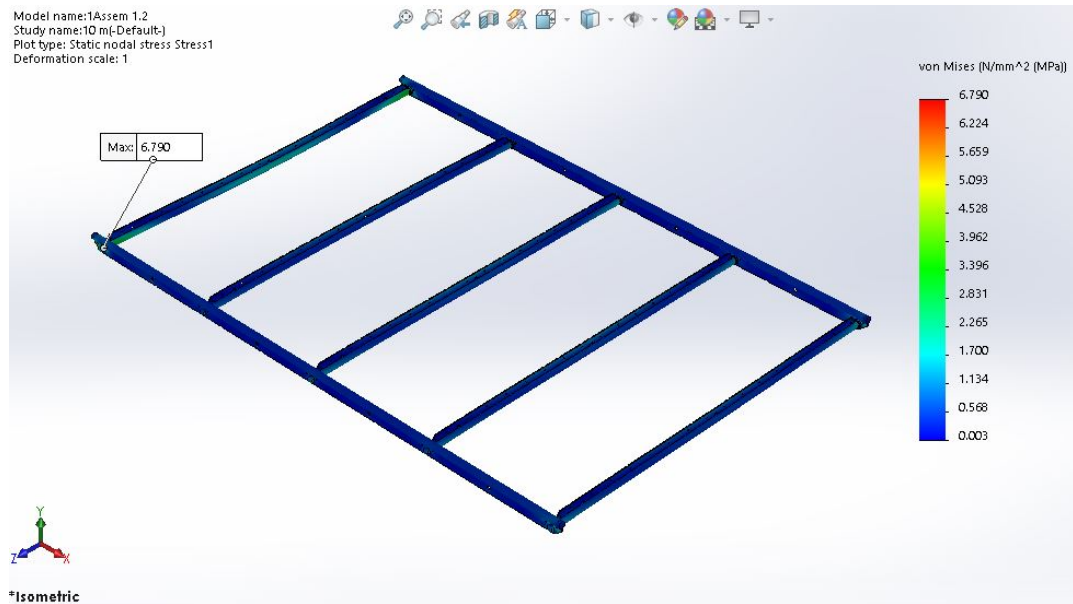 Model name:1Assem 1.2
Study name:10 m(-Default-)
Plot type: Static nodal stress Stress1
Deformation scale: 1
von Mises (N/mm^2 (MPa))
6.790
6.224
5.659
5.093
4.528
3.962
3.396
2.831
2.265
1.700
1.134
0.568
0.003
Max: 6.790
Y
Z
X
*Isometric